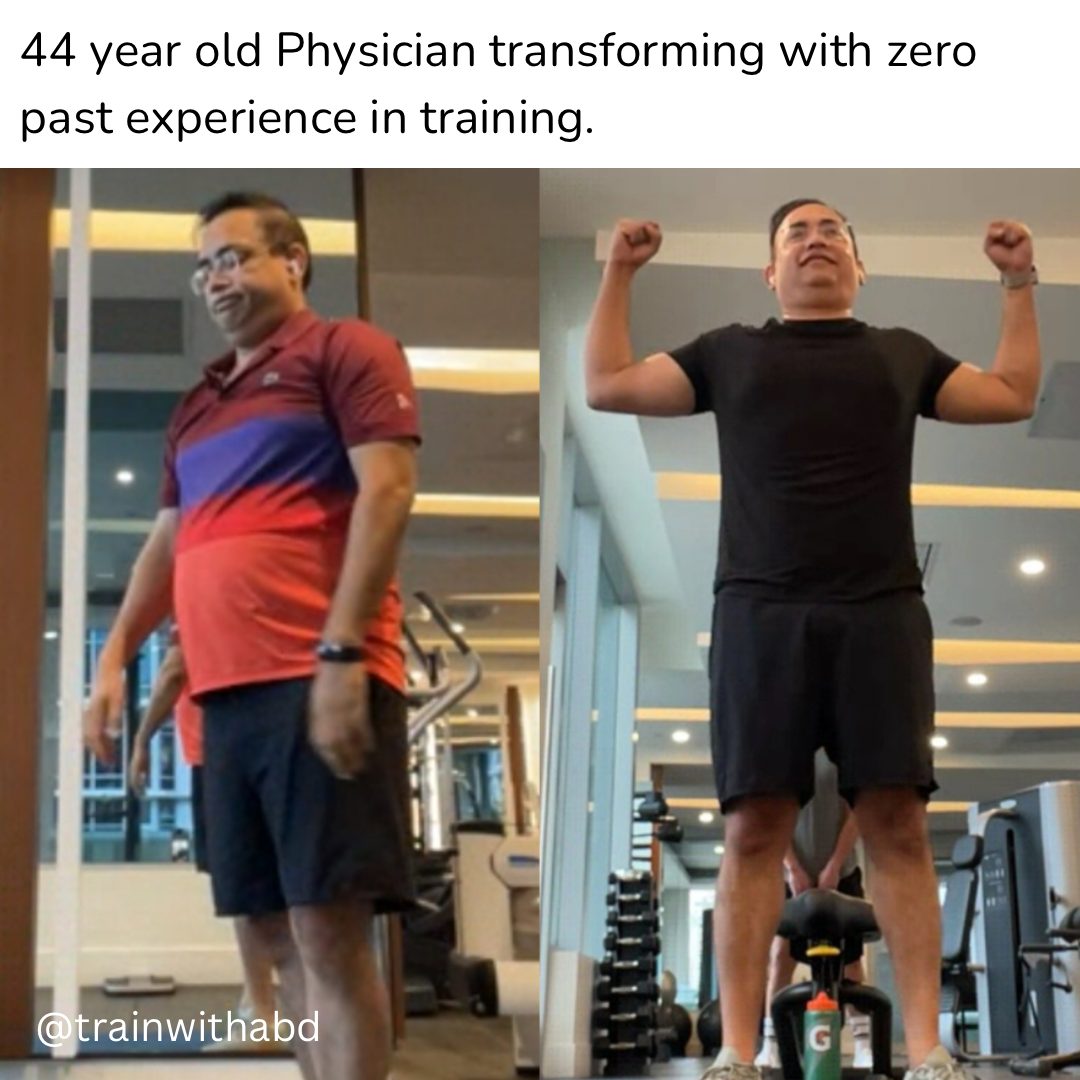 44 year old Physician transforming with zero
past experience in training.
@trainwithabd
G